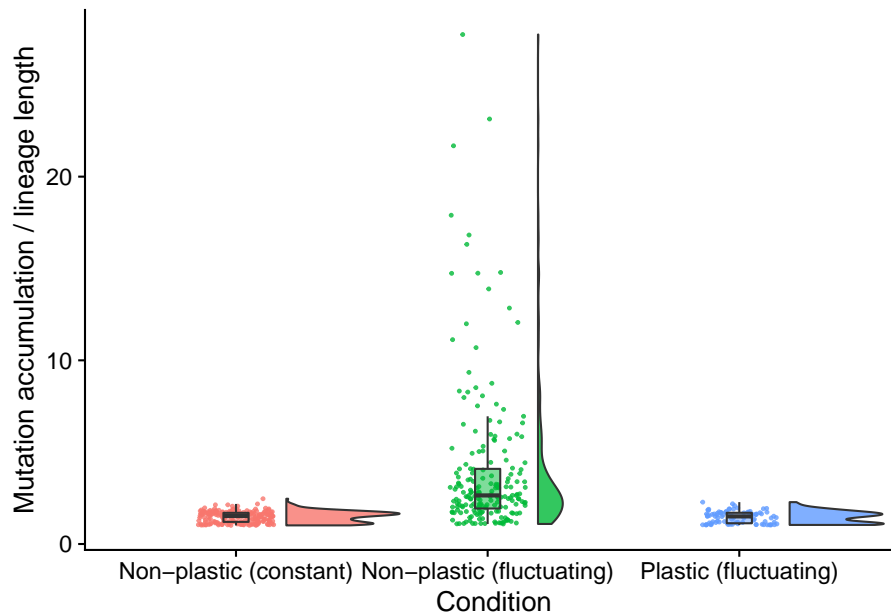 Mutation accumulation / lineage length
20
10
0
Non−plastic (constant) Non−plastic (fluctuating) Plastic (fluctuating)
Condition